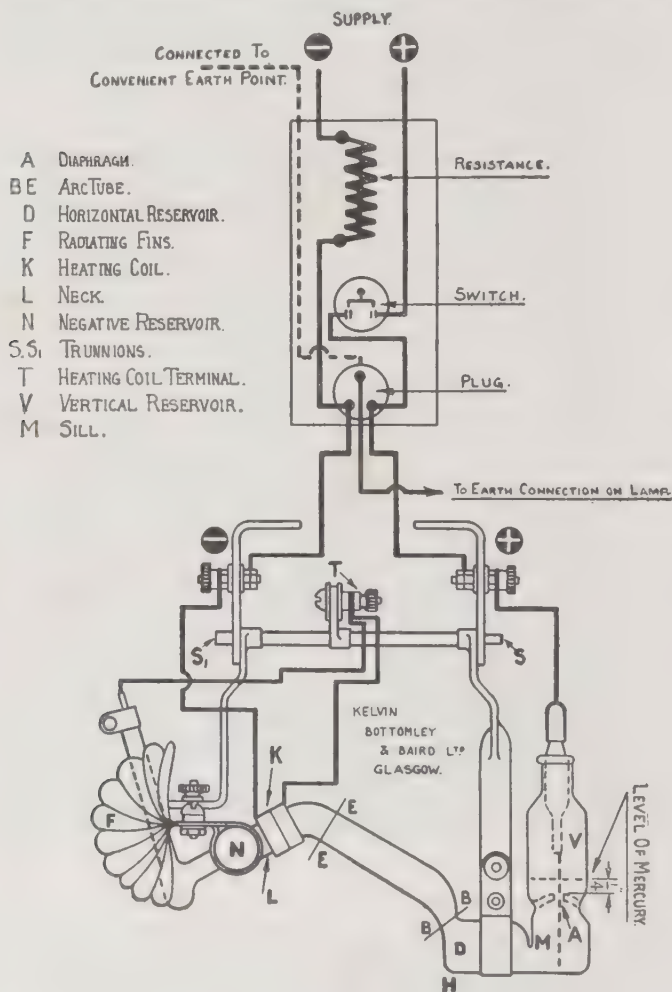 SUPPLY.
− +
CONNECTED TO
CONVENIENT EARTH POINT.
A DIAPHRAGM.
BE ARC TUBE.
D HORIZONTAL RESERVOIR.
F RADIATING FINS.
K HEATING COIL.
L NECK.
N NEGATIVE RESERVOIR.
S.S₁ TRUNNIONS.
T HEATING COIL TERMINAL.
V VERTICAL RESERVOIR.
M SILL.
RESISTANCE.
SWITCH.
PLUG.
TO EARTH CONNECTION ON LAMP.
− +
T
S₁ S
KELVIN
BOTTOMLEY
& BAIRD LTD
GLASGOW.
K
F
N
E
E
L
B
B
D
H
M
A
V
1/4"
LEVEL OF MERCURY.